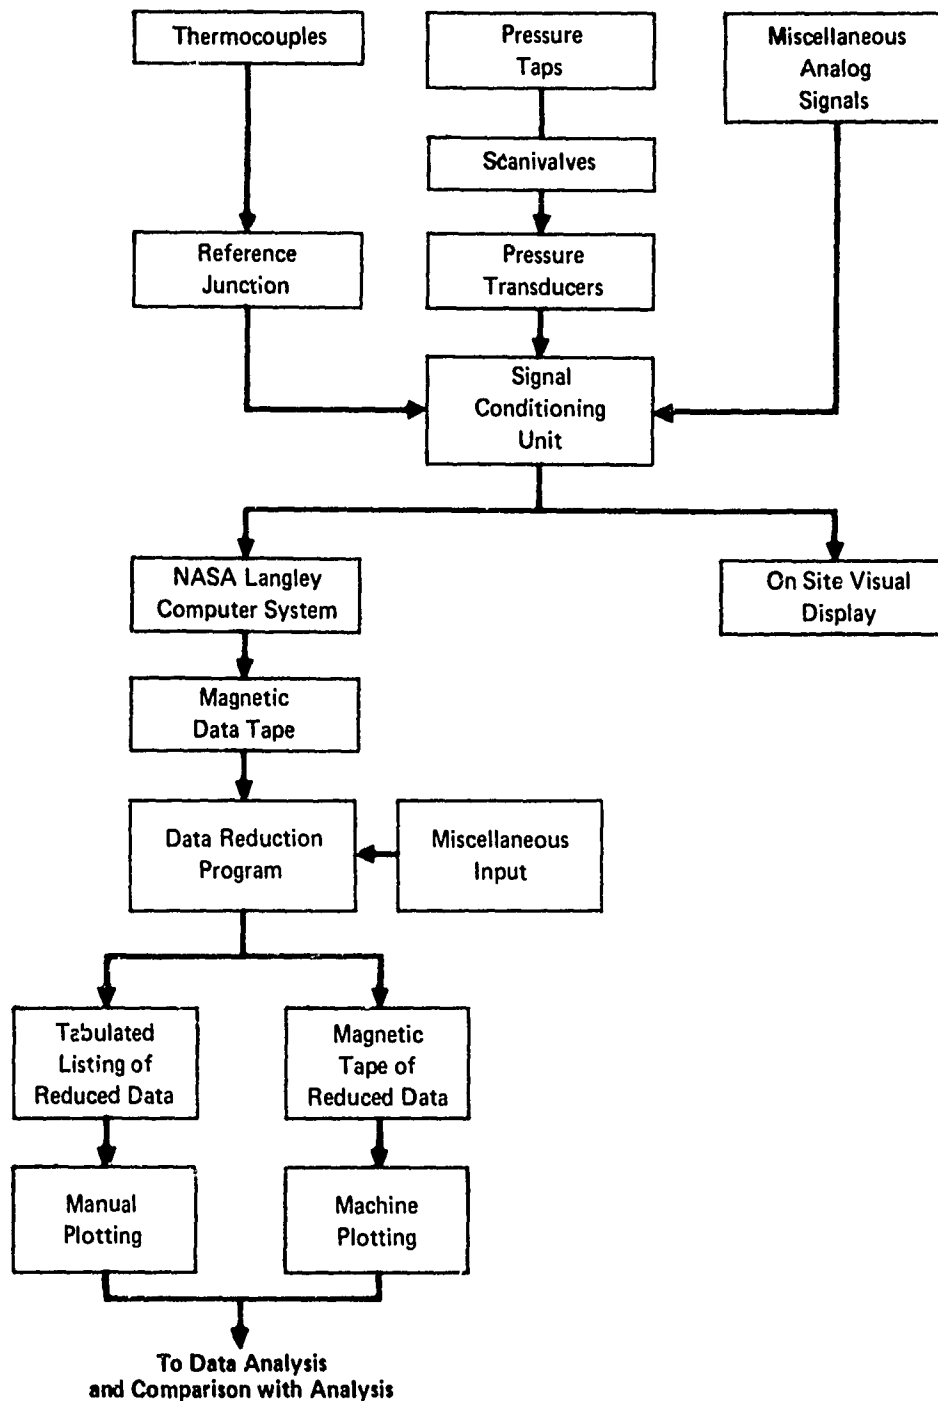 Thermocouples
Pressure
Taps
Miscellaneous
Analog
Signals
Scanivalves
Reference
Junction
Pressure
Transducers
Signal
Conditioning
Unit
NASA Langley
Computer System
On Site Visual
Display
Magnetic
Data Tape
Data Reduction
Program
Miscellaneous
Input
Tabulated
Listing of
Reduced Data
Magnetic
Tape of
Reduced Data
Manual
Plotting
Machine
Plotting
To Data Analysis
and Comparison with Analysis